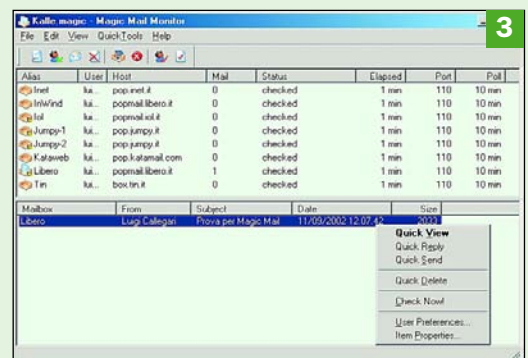 Kalle.magic - Magic Mail Monitor
3
File Edit View QuickTools Help
Alias User Host Mail Status Elapsed Port Poll
Inet lui... pop.inet.it 0 checked 1 min 110 10 min
InWind lui... popmail.libero.it 0 checked 1 min 110 10 min
Iol lui... popmail.iol.it 0 checked 1 min 110 10 min
Jumpy-1 lui... pop.jumpy.it 0 checked 1 min 110 10 min
Jumpy-2 lui... pop.jumpy.it 0 checked 1 min 110 10 min
Kataweb lui... pop.katamail.com 0 checked 1 min 110 10 min
Libero lui... popmail.libero.it 1 checked 1 min 110 10 min
Tin lui... box.tin.it 0 checked 1 min 110 10 min
Mailbox From Subject Date Size
Libero Luigi Callegari Prova per Magic Mail 11/09/2002 12.07.42 2033
Quick View
Quick Reply
Quick Send
Quick Delete
Check Now!
User Preferences...
Item Properties...